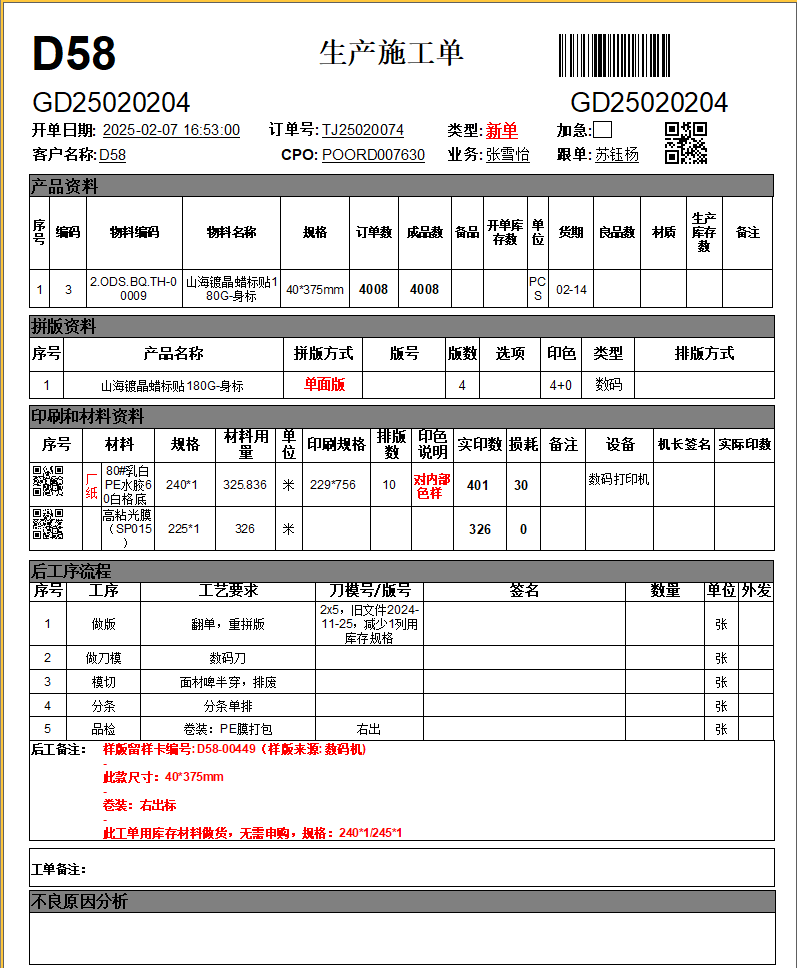 D58
生产施工单
GD25020204
GD25020204
开单日期: 2025-02-07 16:53:00 订单号: TJ25020074 类型: 新单 加急:
客户名称: D58 CPO: POORD007630 业务: 张雪怡 跟单: 苏钰杨
产品资料
序号 编码 物料编码 物料名称 规格 订单数 成品数 备品 开单库存数 单位 货期 良品数 材质 生产库存数 备注
1 3 2.ODS.BQ.TH-00009 山海镀晶蜡标贴180G-身标 40*375mm 4008 4008 PCS 02-14
拼版资料
序号 产品名称 拼版方式 版号 版数 选项 印色 类型 排版方式
1 山海镀晶蜡标贴180G-身标 单面版 4 4+0 数码
印刷和材料资料
序号 材料 规格 材料用量 单位 印刷规格 排版数 印色说明 实印数 损耗 备注 设备 机长签名 实际印数
厂纸 80#乳白PE水胶60白格底 240*1 325.836 米 229*756 10 对内部色样 401 30 数码打印机
高粘光膜（SP015） 225*1 326 米 326 0
后工序流程
序号 工序 工艺要求 刀模号/版号 签名 数量 单位 外发
1 做版 翻单，重拼版 2x5，旧文件2024-11-25，减少1列用库存规格 张
2 做刀模 数码刀 张
3 模切 面材啤半穿，排废 张
4 分条 分条单排 张
5 品检 卷装：PE膜打包 右出 张
后工备注： 样版留样卡编号: D58-00449（样版来源: 数码机)
-
此款尺寸：40*375mm
-
卷装：右出标
-
此工单用库存材料做货，无需申购，规格：240*1/245*1
工单备注：
不良原因分析